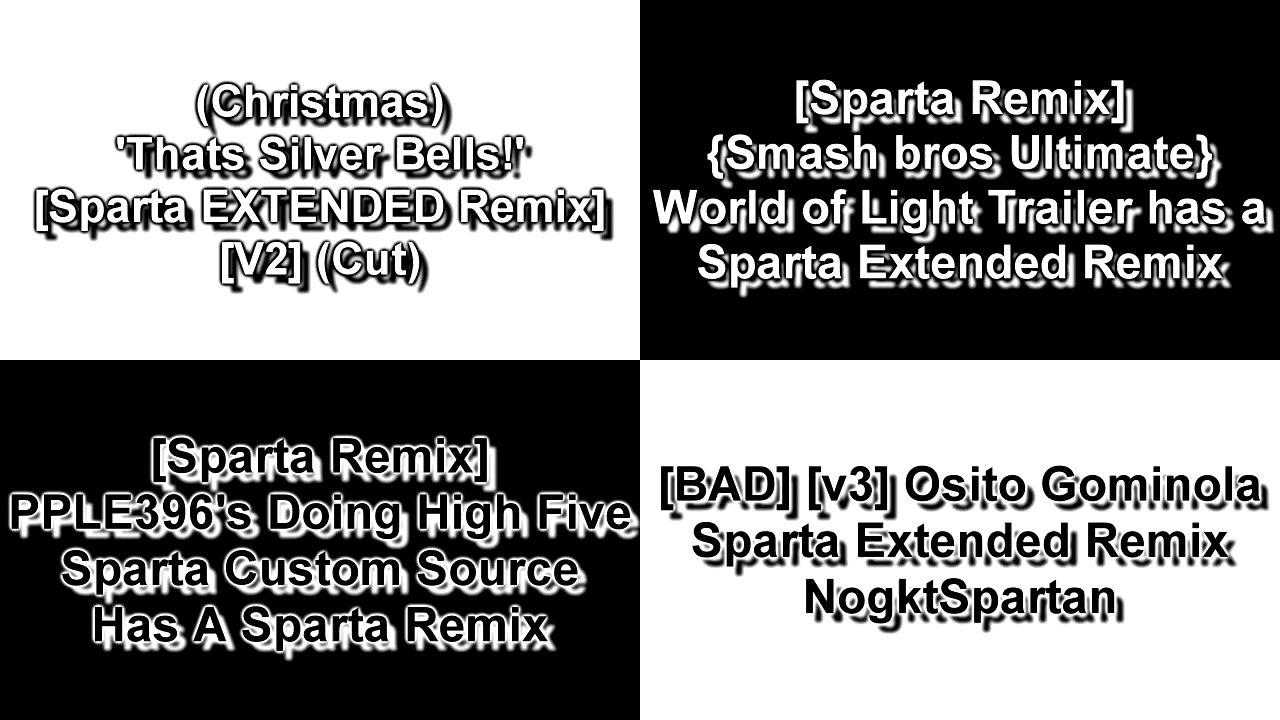 (Christmas)
'Thats Silver Bells!'
[Sparta EXTENDED Remix]
[V2] (Cut)
[Sparta Remix]
{Smash bros Ultimate}
World of Light Trailer has a
Sparta Extended Remix
[Sparta Remix]
PPLE396's Doing High Five
Sparta Custom Source
Has A Sparta Remix
[BAD] [v3] Osito Gominola
Sparta Extended Remix
NogktSpartan